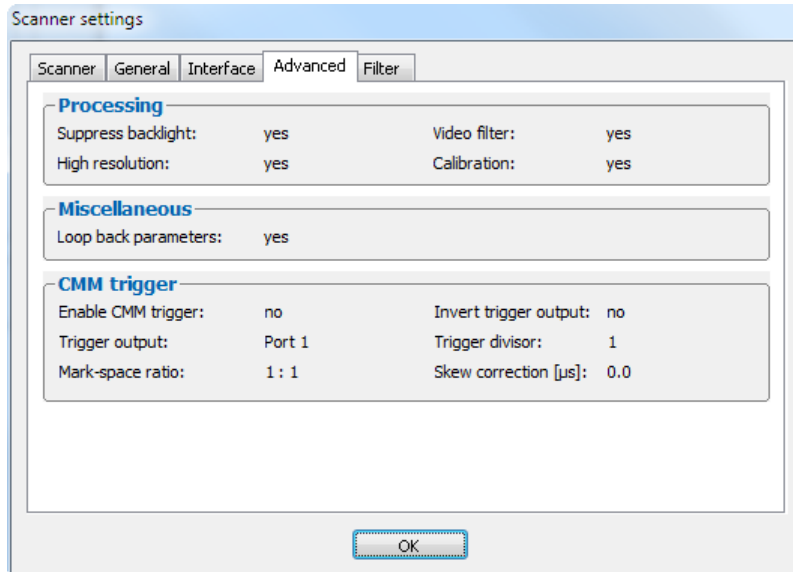 Scanner settings
Scanner General Interface Advanced Filter
Processing
Suppress backlight: yes Video filter: yes
High resolution: yes Calibration: yes
Miscellaneous
Loop back parameters: yes
CMM trigger
Enable CMM trigger: no Invert trigger output: no
Trigger output: Port 1 Trigger divisor: 1
Mark-space ratio: 1 : 1 Skew correction [µs]: 0.0
OK